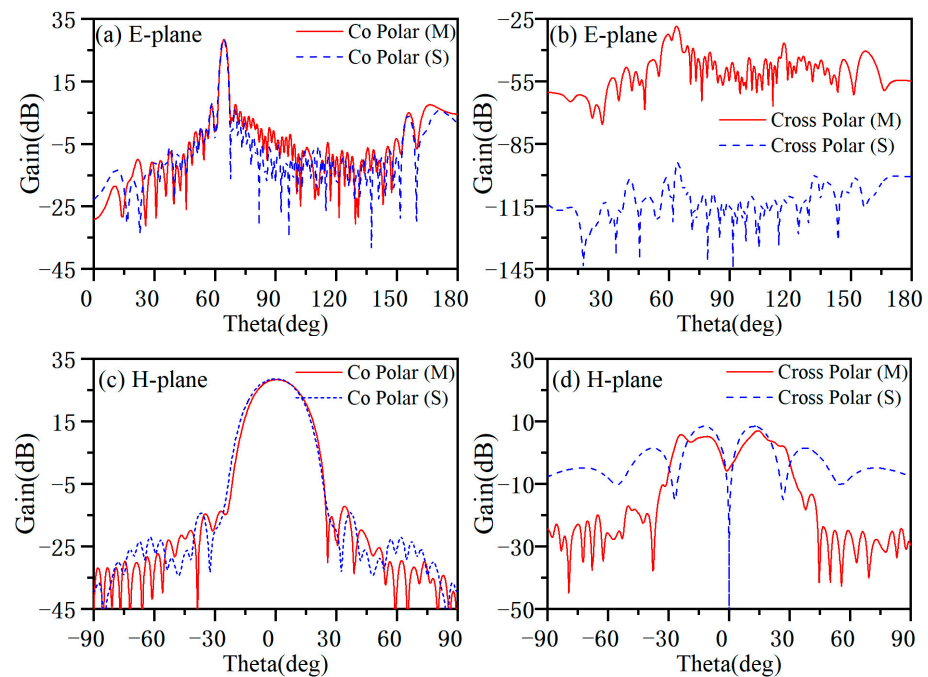 (a) E-plane
Co Polar (M)
Co Polar (S)
35
25
15
5
−5
−15
−25
−35
−45
Gain(dB)
0 30 60 90 120 150 180
Theta(deg)
(b) E-plane
Cross Polar (M)
Cross Polar (S)
−25
−55
−85
−115
−145
Gain(dB)
0 30 60 90 120 150 180
Theta(deg)
(c) H-plane
Co Polar (M)
Co Polar (S)
35
15
−5
−25
−45
Gain(dB)
−90 −60 −30 0 30 60 90
Theta(deg)
(d) H-plane
Cross Polar (M)
Cross Polar (S)
30
10
−10
−30
−50
Gain(dB)
−90 −60 −30 0 30 60 90
Theta(deg)